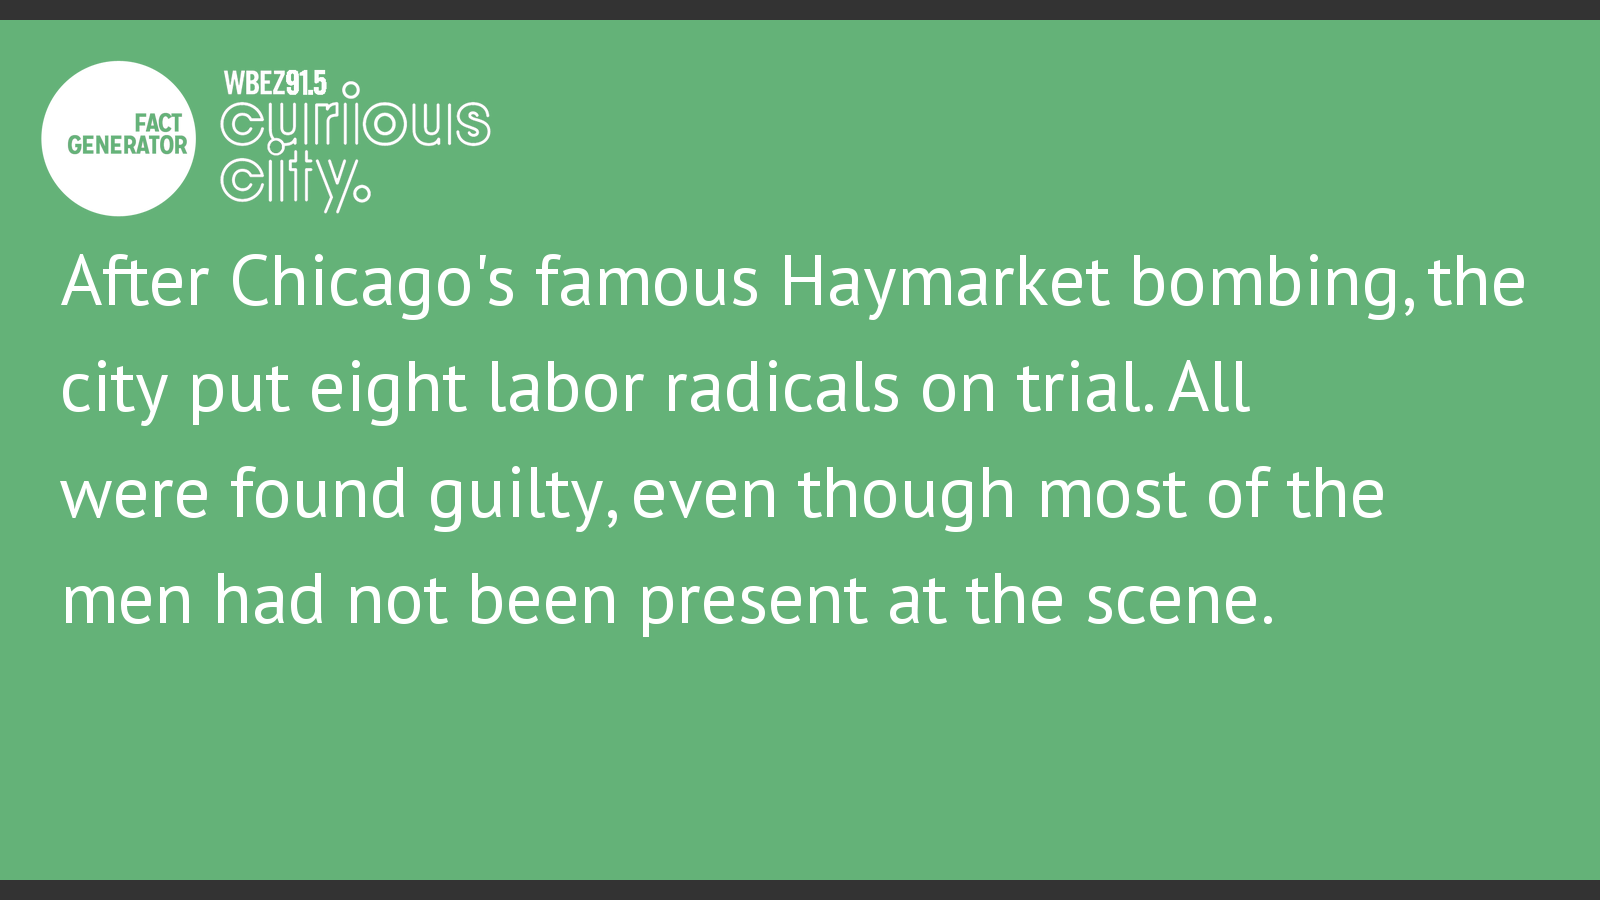 FACT
GENERATOR
WBEZ91.5
curious
city.
After Chicago's famous Haymarket bombing, the
city put eight labor radicals on trial. All
were found guilty, even though most of the
men had not been present at the scene.